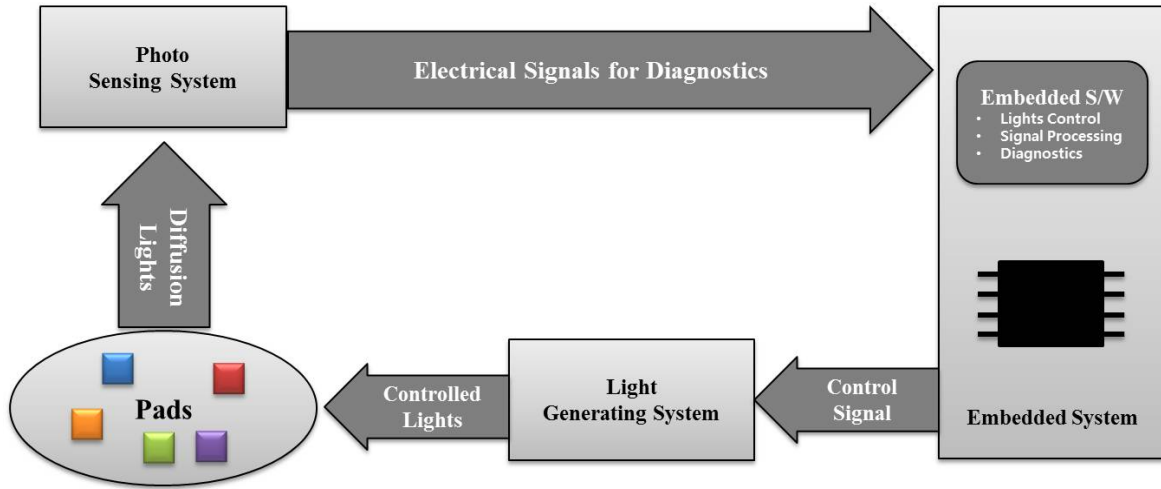 Photo
Sensing System
Electrical Signals for Diagnostics
Embedded S/W
• Lights Control
• Signal Processing
• Diagnostics
Diffusion
Lights
Pads
Controlled
Lights
Light
Generating System
Control
Signal
Embedded System